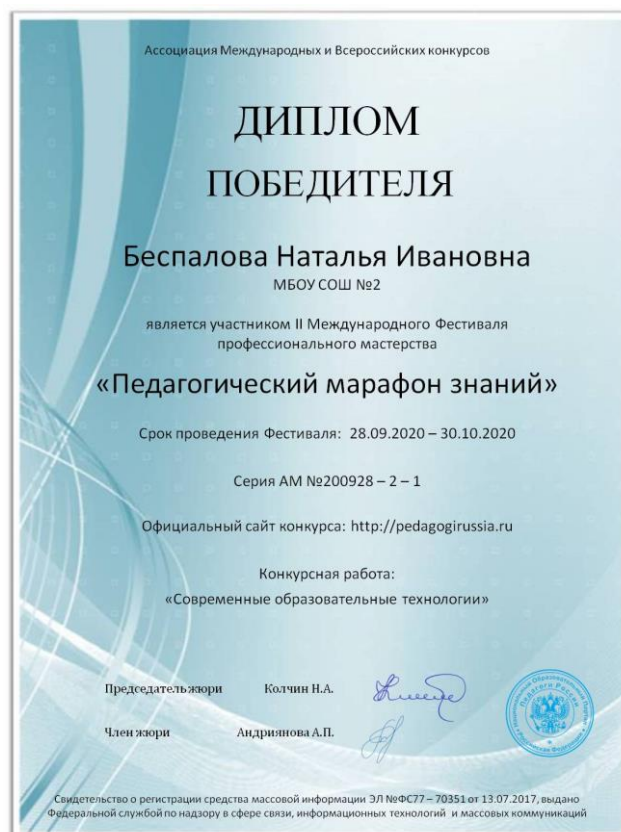 Ассоциация Международных и Всероссийских конкурсов
ДИПЛОМ
ПОБЕДИТЕЛЯ
Беспалова Наталья Ивановна
МБОУ СОШ №2
является участником II Международного Фестиваля
профессионального мастерства
«Педагогический марафон знаний»
Срок проведения Фестиваля: 28.09.2020 – 30.10.2020
Серия АМ №200928 – 2 – 1
Официальный сайт конкурса: http://pedagogirussia.ru
Конкурсная работа:
«Современные образовательные технологии»
Председатель жюри Колчин Н.А.
Член жюри Андриянова А.П.
Педагоги России
Свидетельство о регистрации средства массовой информации ЭЛ №ФС77 – 70351 от 13.07.2017, выдано
Федеральной службой по надзору в сфере связи, информационных технологий и массовых коммуникаций